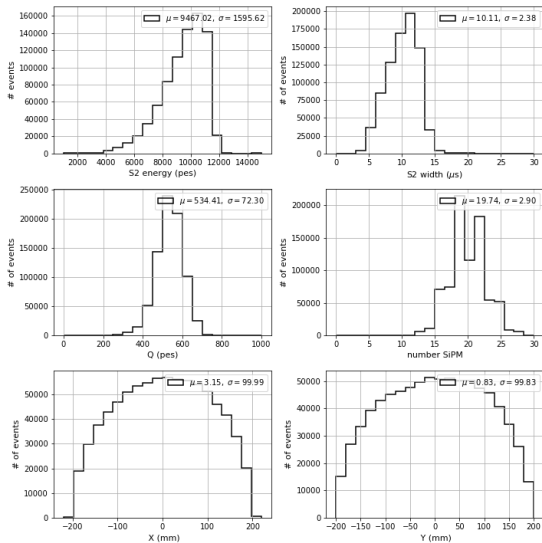 μ = 9467.02, σ = 1595.62
# events
160000
140000
120000
100000
80000
60000
40000
20000
0
2000 4000 6000 8000 10000 12000 14000
S2 energy (pes)
μ = 10.11, σ = 2.38
# of events
200000
175000
150000
125000
100000
75000
50000
25000
0
0 5 10 15 20 25 30
S2 width (μs)
μ = 534.41, σ = 72.30
# of events
250000
200000
150000
100000
50000
0
0 200 400 600 800 1000
Q (pes)
μ = 19.74, σ = 2.90
# of events
200000
150000
100000
50000
0
0 5 10 15 20 25 30
number SiPM
μ = 3.15, σ = 99.99
# of events
50000
40000
30000
20000
10000
0
−200 −100 0 100 200
X (mm)
μ = 0.83, σ = 99.83
# of events
50000
40000
30000
20000
10000
0
−200 −150 −100 −50 0 50 100 150 200
Y (mm)